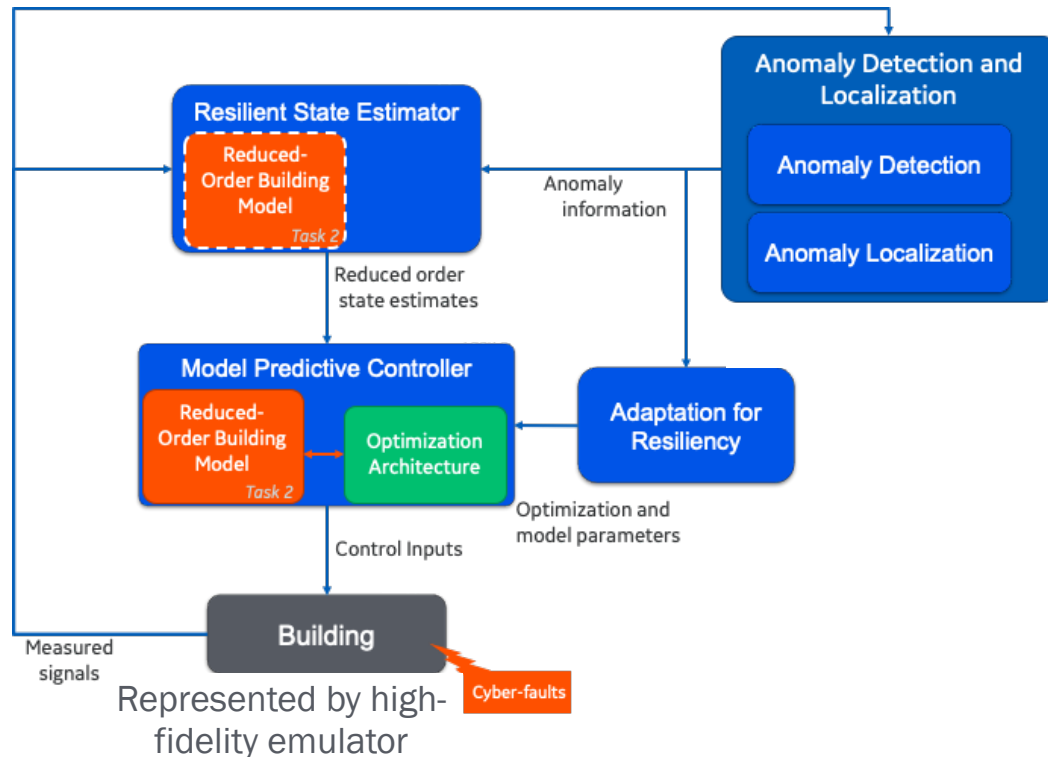 Anomaly Detection and
Localization
Anomaly Detection
Anomaly Localization
Resilient State Estimator
Reduced-
Order Building
Model
Task 2
Anomaly
information
Reduced order
state estimates
Model Predictive Controller
Reduced-
Order Building
Model
Task 2
Optimization
Architecture
Adaptation for
Resiliency
Optimization and
model parameters
Control Inputs
Building
Measured
signals
Cyber-faults
Represented by high-
fidelity emulator